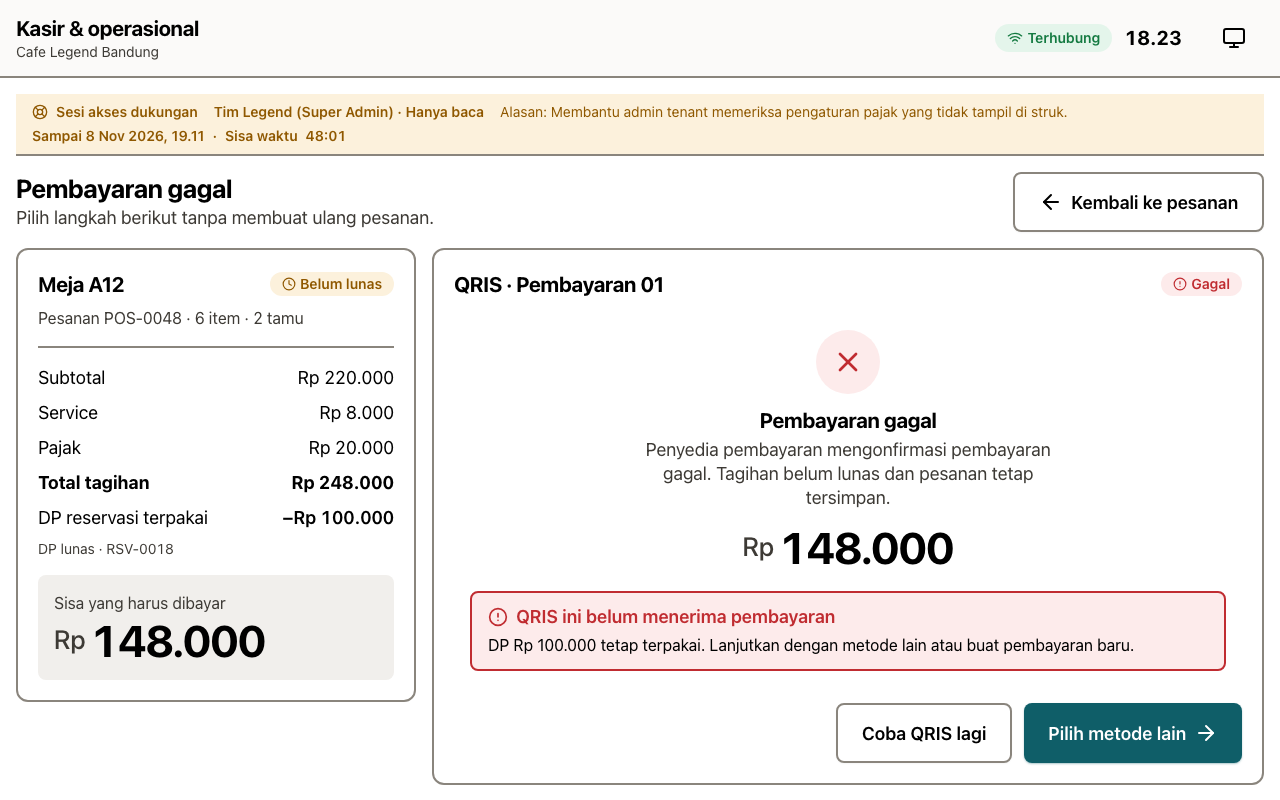 Kasir & operasional
Cafe Legend Bandung
Terhubung
18.23
Sesi akses dukungan Tim Legend (Super Admin) · Hanya baca Alasan: Membantu admin tenant memeriksa pengaturan pajak yang tidak tampil di struk.
Sampai 8 Nov 2026, 19.11 · Sisa waktu 48:01
Pembayaran gagal
Pilih langkah berikut tanpa membuat ulang pesanan.
Kembali ke pesanan
Meja A12
Belum lunas
Pesanan POS-0048 · 6 item · 2 tamu
Subtotal Rp 220.000
Service Rp 8.000
Pajak Rp 20.000
Total tagihan Rp 248.000
DP reservasi terpakai –Rp 100.000
DP lunas · RSV-0018
Sisa yang harus dibayar
Rp 148.000
QRIS · Pembayaran 01
Gagal
Pembayaran gagal
Penyedia pembayaran mengonfirmasi pembayaran
gagal. Tagihan belum lunas dan pesanan tetap
tersimpan.
Rp 148.000
QRIS ini belum menerima pembayaran
DP Rp 100.000 tetap terpakai. Lanjutkan dengan metode lain atau buat pembayaran baru.
Coba QRIS lagi
Pilih metode lain